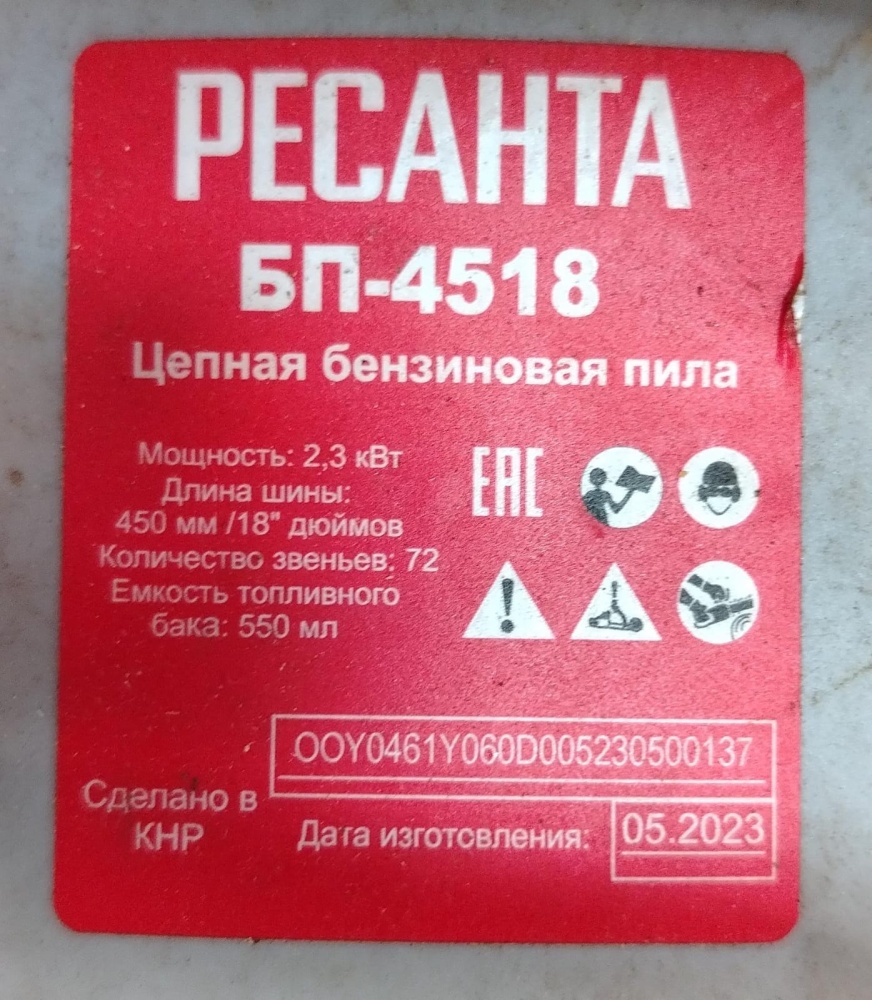 РЕСАНТА
БП-4518
Цепная бензиновая пила
Мощность: 2,3 кВт
Длина шины:
450 мм /18" дюймов
Количество звеньев: 72
Емкость топливного
бака: 550 мл
EAC
OOY0461Y060D005230500137
Сделано в
КНР
Дата изготовления:
05.2023